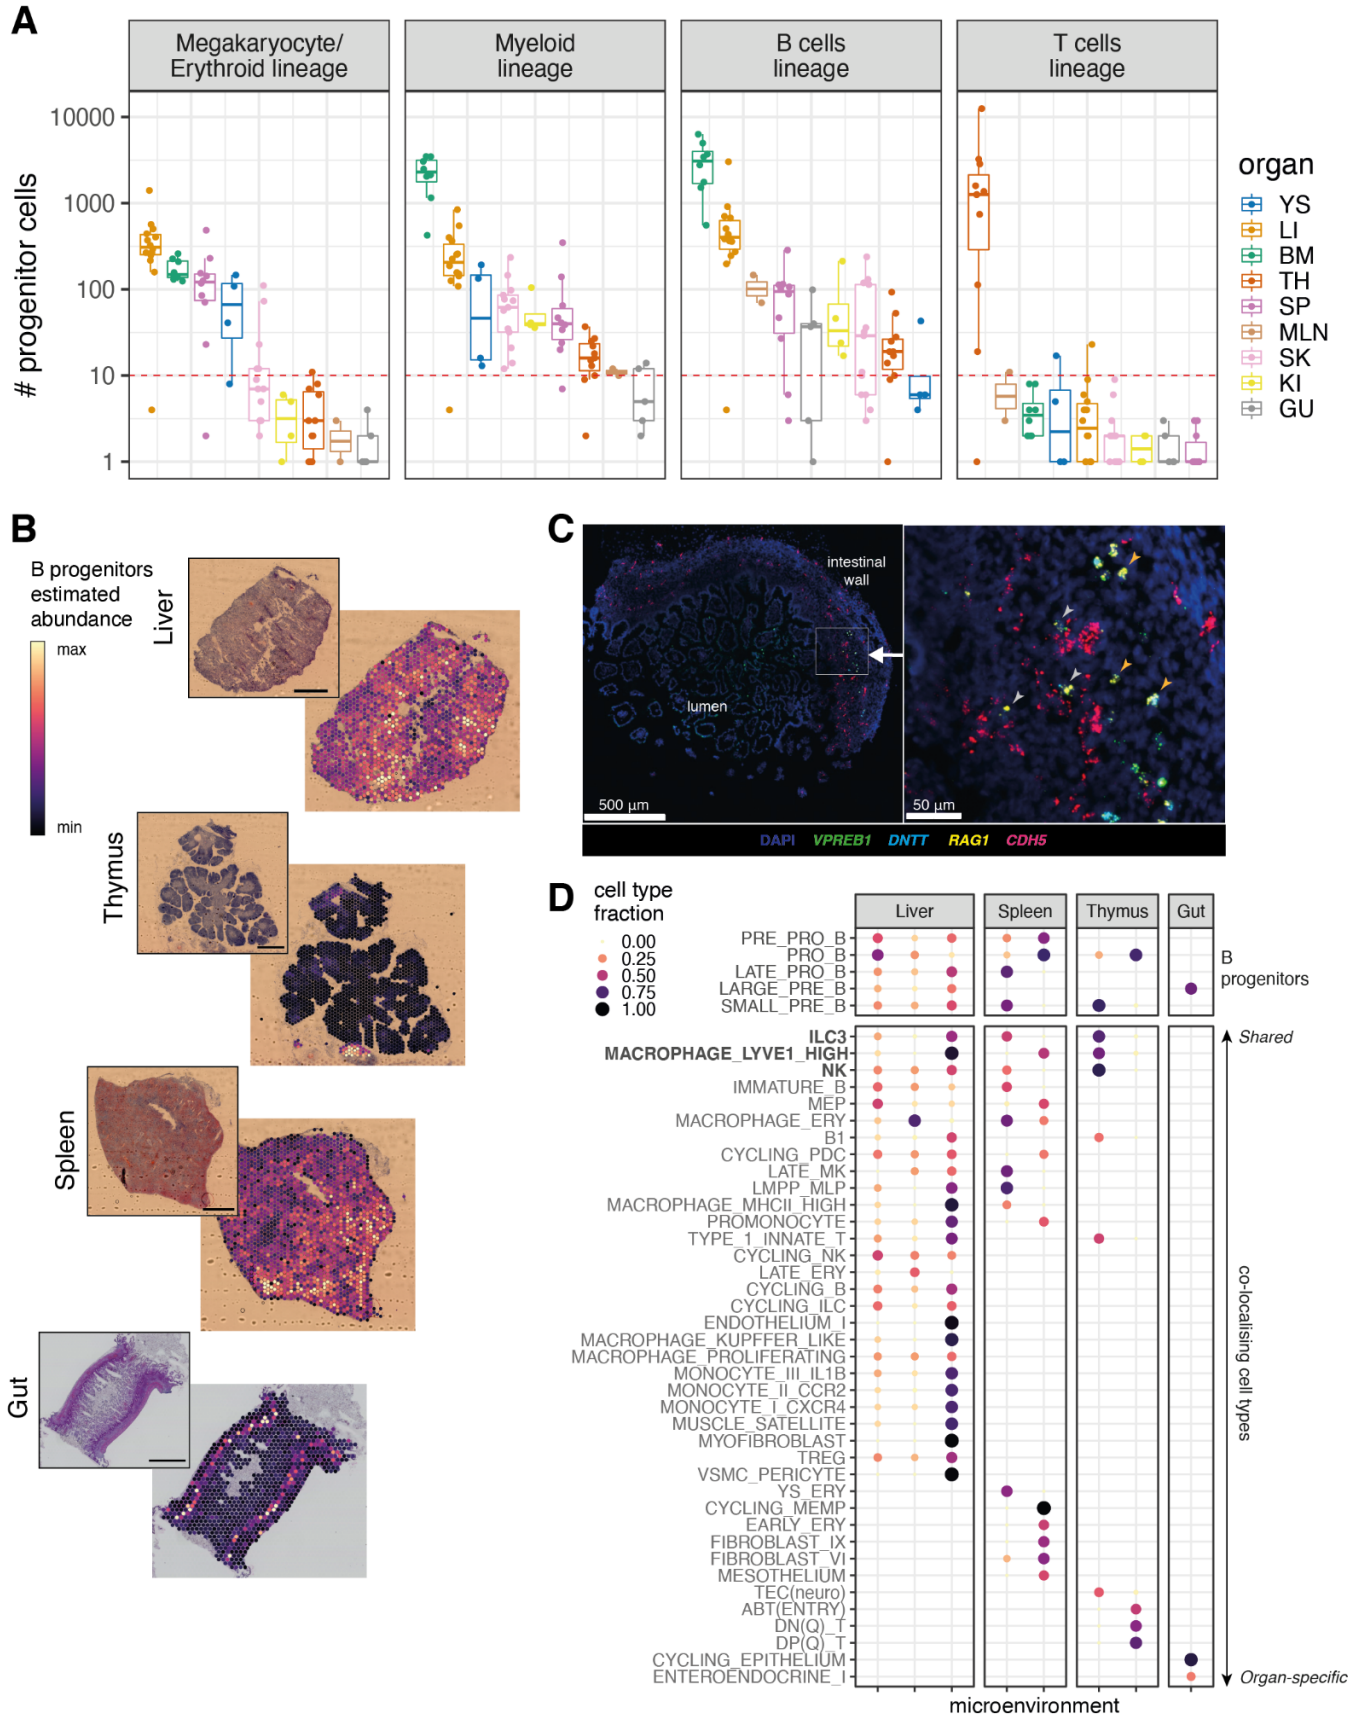 A
Megakaryocyte/
Erythroid lineage
Myeloid
lineage
B cells
lineage
T cells
lineage
# progenitor cells
10000
1000
100
10
1
organ
YS
LI
BM
TH
SP
MLN
SK
KI
GU
B
B progenitors
estimated
abundance
max
min
Liver
Thymus
Spleen
Gut
C
intestinal
wall
lumen
500 µm
50 µm
DAPI VPREB1 DNTT RAG1 CDH5
D
cell type
fraction
0.00
0.25
0.50
0.75
1.00
Liver
Spleen
Thymus
Gut
PRE_PRO_B
PRO_B
LATE_PRO_B
LARGE_PRE_B
SMALL_PRE_B
B
progenitors
ILC3
MACROPHAGE_LYVE1_HIGH
NK
IMMATURE_B
MEP
MACROPHAGE_ERY
B1
CYCLING_PDC
LATE_MK
LMPP_MLP
MACROPHAGE_MHCII_HIGH
PROMONOCYTE
TYPE_1_INNATE_T
CYCLING_NK
LATE_ERY
CYCLING_B
CYCLING_ILC
ENDOTHELIUM_I
MACROPHAGE_KUPFFER_LIKE
MACROPHAGE_PROLIFERATING
MONOCYTE_III_IL1B
MONOCYTE_II_CCR2
MONOCYTE_I_CXCR4
MUSCLE_SATELLITE
MYOFIBROBLAST
TREG
VSMC_PERICYTE
YS_ERY
CYCLING_MEMP
EARLY_ERY
FIBROBLAST_IX
FIBROBLAST_VI
MESOTHELIUM
TEC(neuro)
ABT(ENTRY)
DN(Q)_T
DP(Q)_T
CYCLING_EPITHELIUM
ENTEROENDOCRINE_I
Shared
co-localising cell types
Organ-specific
microenvironment